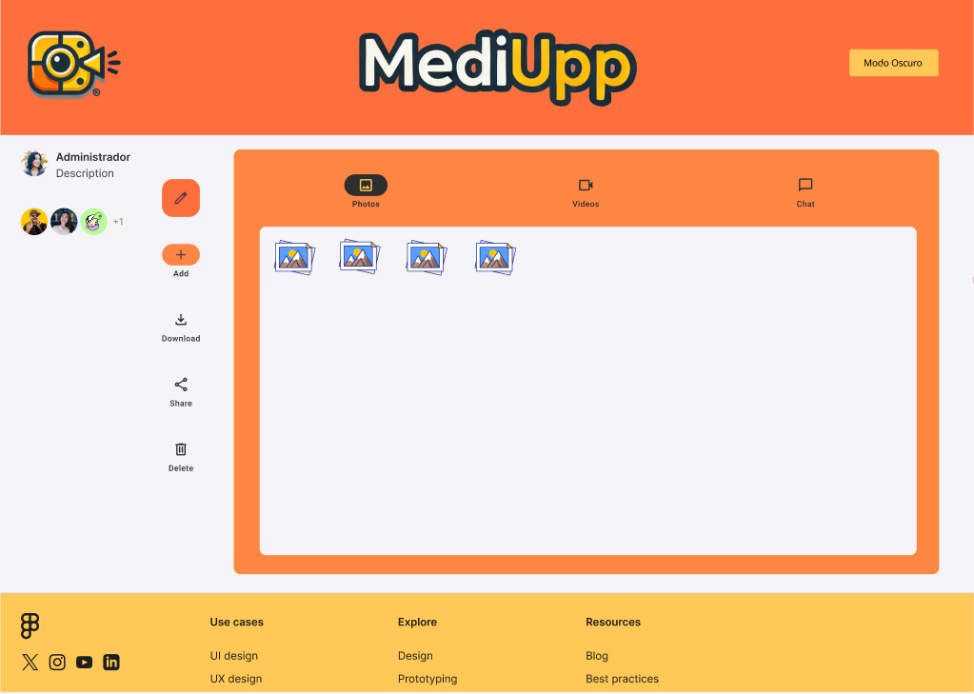 MediUpp
Modo Oscuro
®
Administrador
Description
+1
Add
Download
Share
Delete
Photos
Videos
Chat
Use cases
UI design
UX design
Explore
Design
Prototyping
Resources
Blog
Best practices